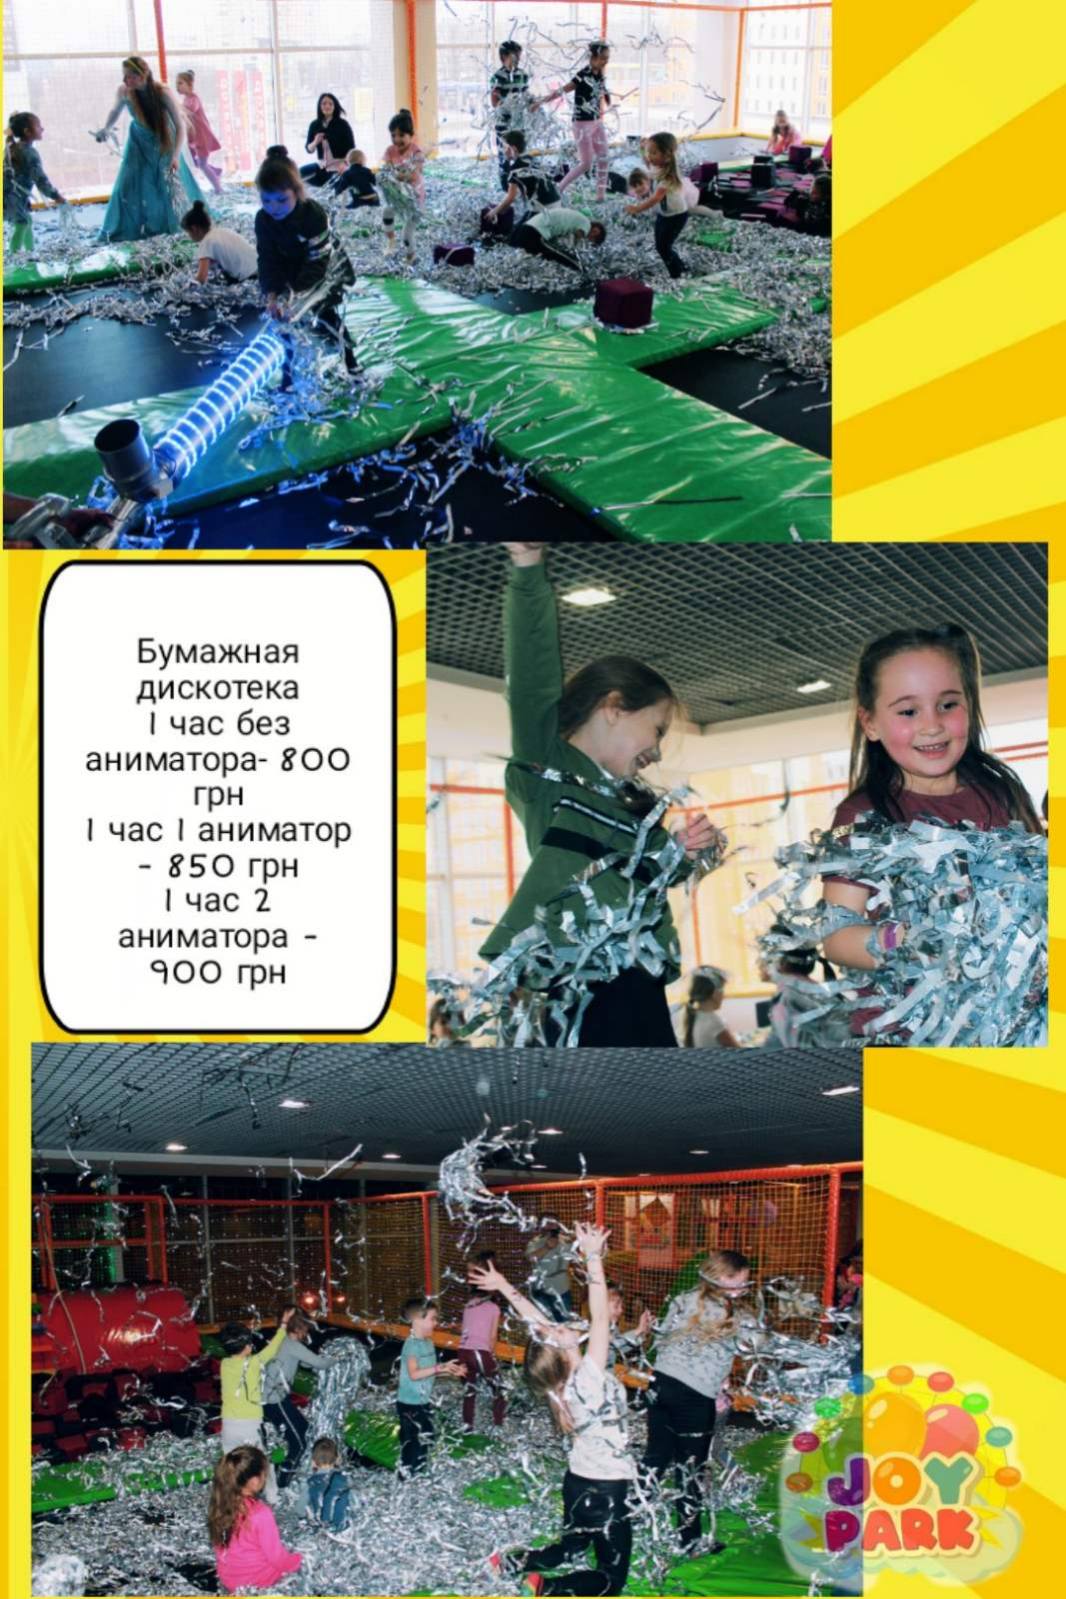 Бумажная
дискотека
1 час без
аниматора- 800
грн
1 час 1 аниматор
- 850 грн
1 час 2
аниматора -
900 грн
JOY
PARK